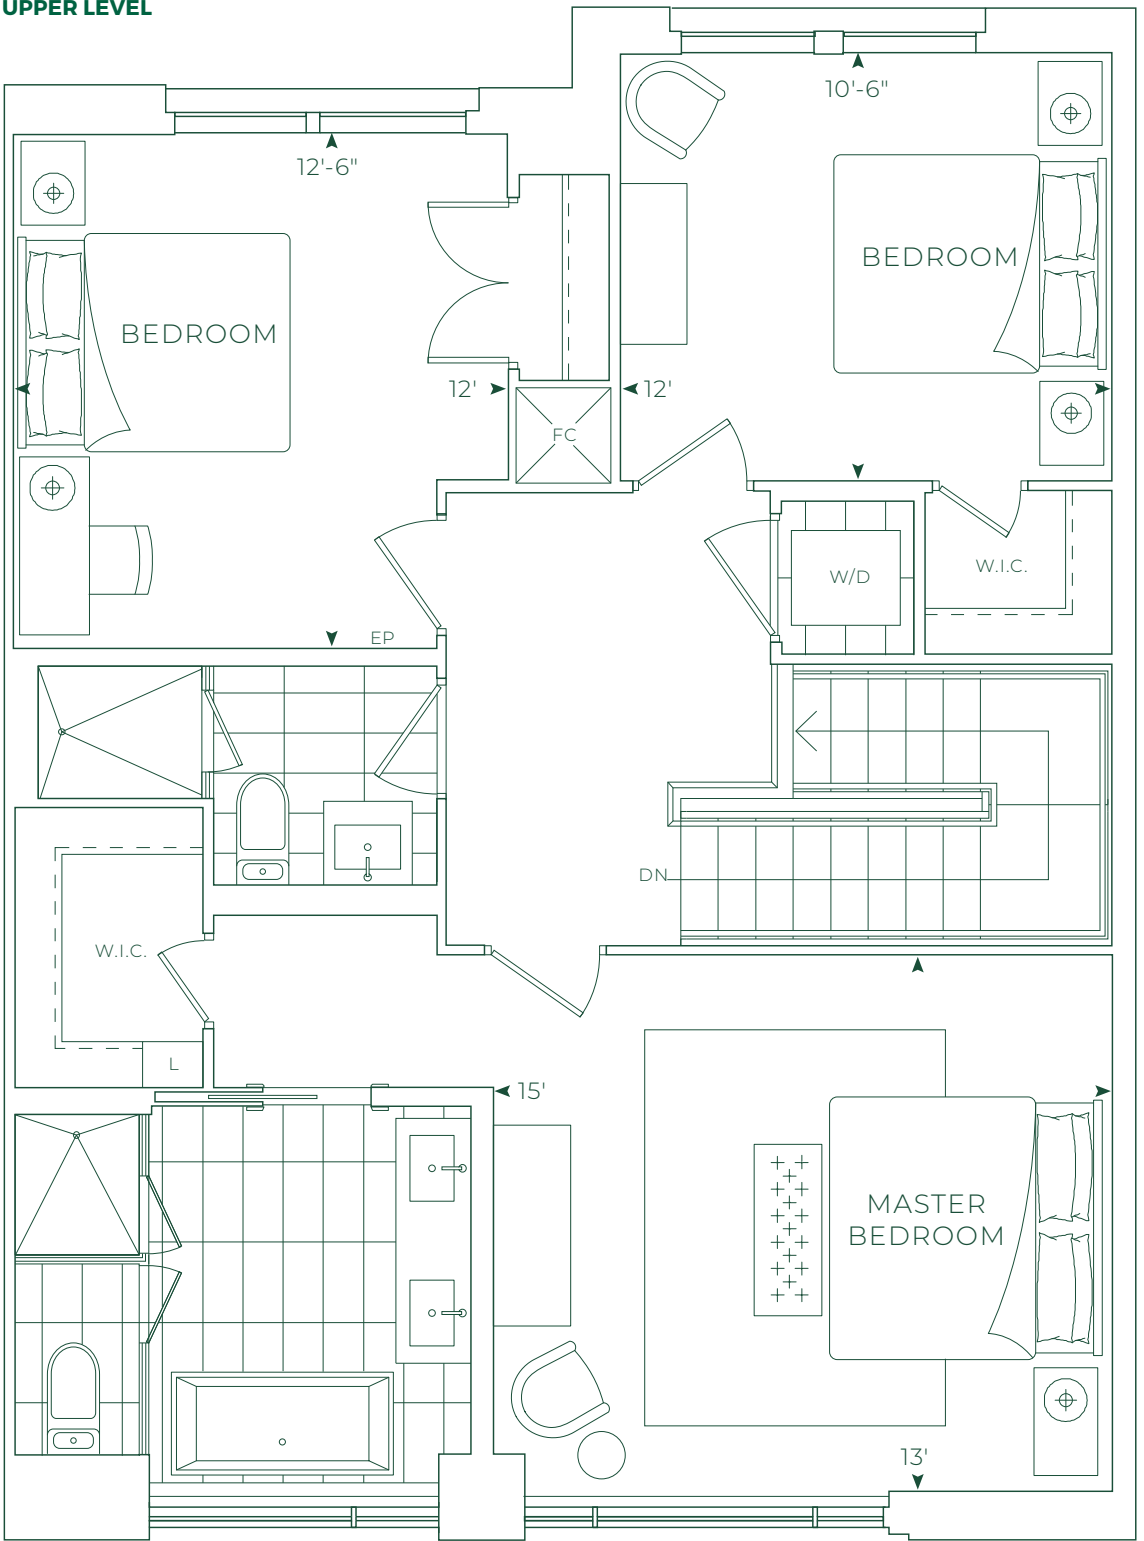 UPPER LEVEL
10'-6"
12'-6"
BEDROOM
BEDROOM
12'
12'
FC
W/D
W.I.C.
EP
DN
W.I.C.
L
15'
MASTER
BEDROOM
13'